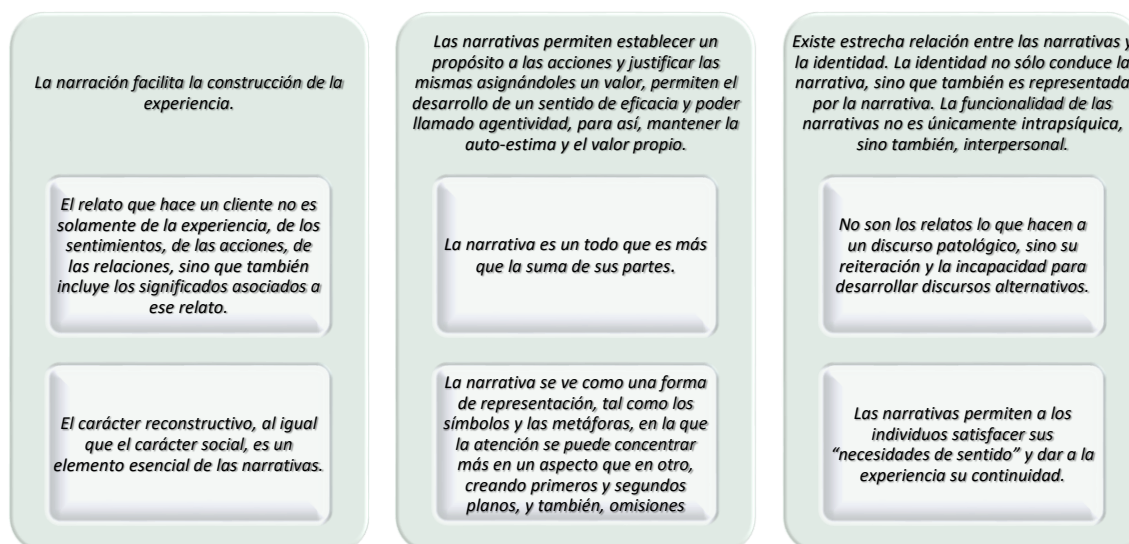 La narración facilita la construcción de la
experiencia.
El relato que hace un cliente no es
solamente de la experiencia, de los
sentimientos, de las acciones, de
las relaciones, sino que también
incluye los significados asociados a
ese relato.
El carácter reconstructivo, al igual
que el carácter social, es un
elemento esencial de las narrativas.
Las narrativas permiten establecer un
propósito a las acciones y justificar las
mismas asignándoles un valor, permiten el
desarrollo de un sentido de eficacia y poder
llamado agentividad, para así, mantener la
auto-estima y el valor propio.
La narrativa es un todo que es más
que la suma de sus partes.
La narrativa se ve como una forma
de representación, tal como los
símbolos y las metáforas, en la que
la atención se puede concentrar
más en un aspecto que en otro,
creando primeros y segundos
planos, y también, omisiones
Existe estrecha relación entre las narrativas y
la identidad. La identidad no sólo conduce la
narrativa, sino que también es representada
por la narrativa. La funcionalidad de las
narrativas no es únicamente intrapsíquica,
sino también, interpersonal.
No son los relatos lo que hacen a
un discurso patológico, sino su
reiteración y la incapacidad para
desarrollar discursos alternativos.
Las narrativas permiten a los
individuos satisfacer sus
“necesidades de sentido” y dar a la
experiencia su continuidad.